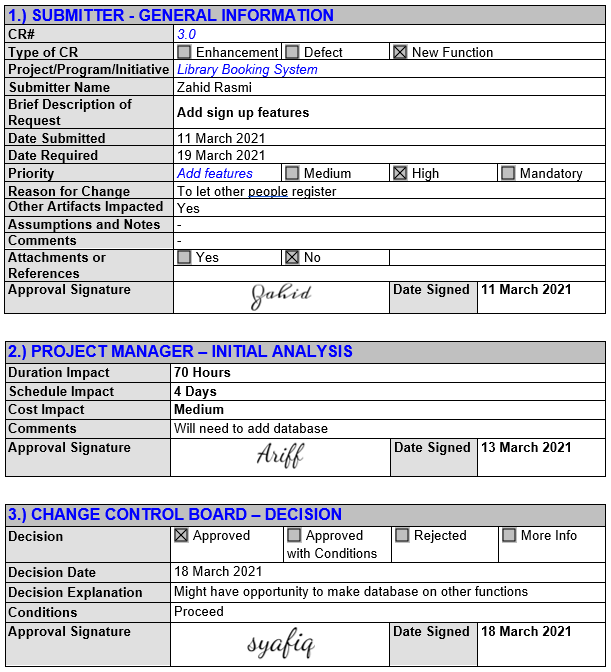 1.) SUBMITTER - GENERAL INFORMATION
CR# 3.0
Type of CR Enhancement Defect New Function
Project/Program/Initiative Library Booking System
Submitter Name Zahid Rasmi
Brief Description of Request Add sign up features
Date Submitted 11 March 2021
Date Required 19 March 2021
Priority Add features Medium High Mandatory
Reason for Change To let other people register
Other Artifacts Impacted Yes
Assumptions and Notes -
Comments -
Attachments or References Yes No
Approval Signature Zahid Date Signed 11 March 2021
2.) PROJECT MANAGER – INITIAL ANALYSIS
Duration Impact 70 Hours
Schedule Impact 4 Days
Cost Impact Medium
Comments Will need to add database
Approval Signature Ariff Date Signed 13 March 2021
3.) CHANGE CONTROL BOARD – DECISION
Decision Approved Approved with Conditions Rejected More Info
Decision Date 18 March 2021
Decision Explanation Might have opportunity to make database on other functions
Conditions Proceed
Approval Signature syafiq Date Signed 18 March 2021